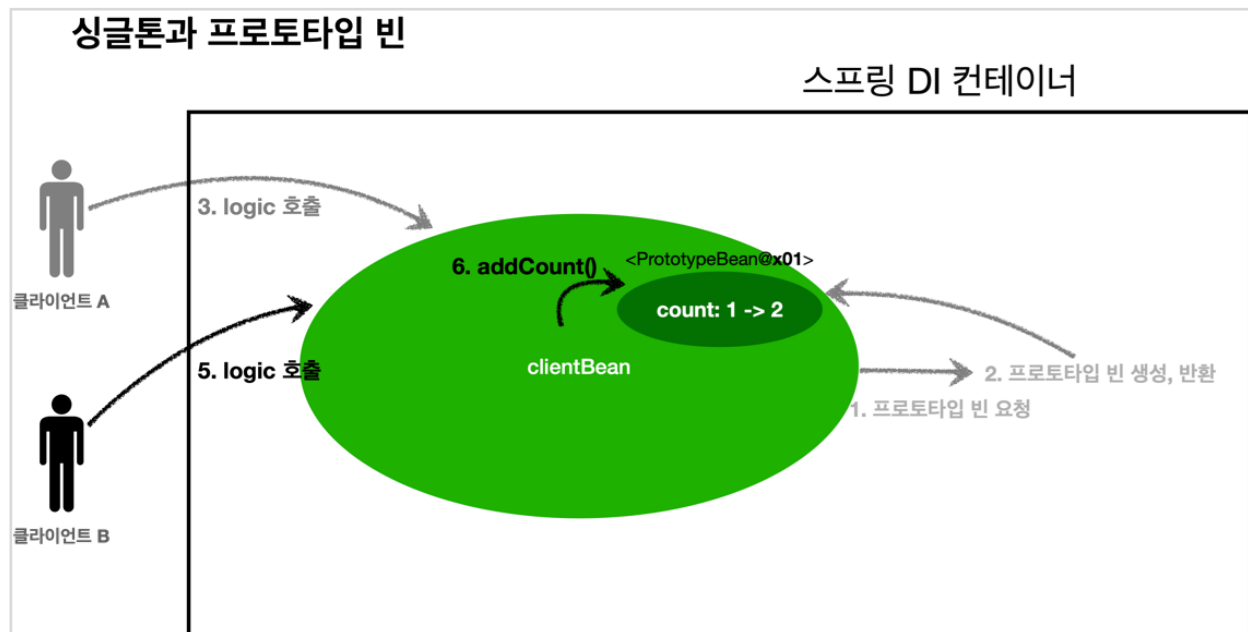 싱글톤과 프로토타입 빈
스프링 DI 컨테이너
3. logic 호출
클라이언트 A
6. addCount()
<PrototypeBean@x01>
count: 1 -> 2
clientBean
5. logic 호출
2. 프로토타입 빈 생성, 반환
1. 프로토타입 빈 요청
클라이언트 B